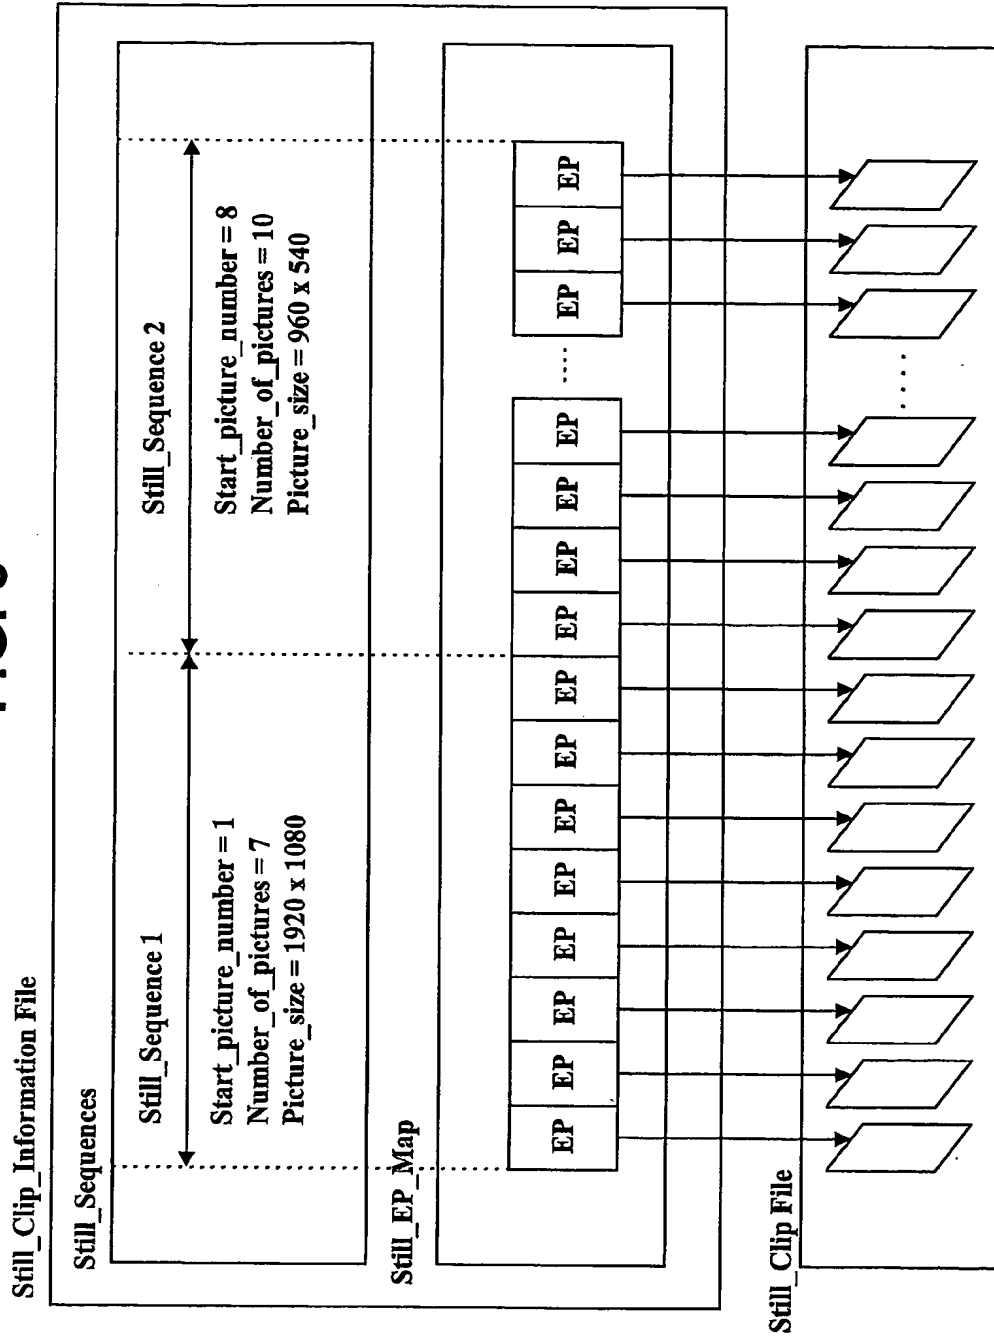 Still_Clip_Information File
Still_Sequences
Still_Sequence 1
Start_picture_number = 1
Number_of_pictures = 7
Picture_size = 1920 x 1080
Still_Sequence 2
Start_picture_number = 8
Number_of_pictures = 10
Picture_size = 960 x 540
Still_EP_Map
EP EP EP EP EP EP EP EP EP EP EP EP ..... EP EP EP
Still_Clip File